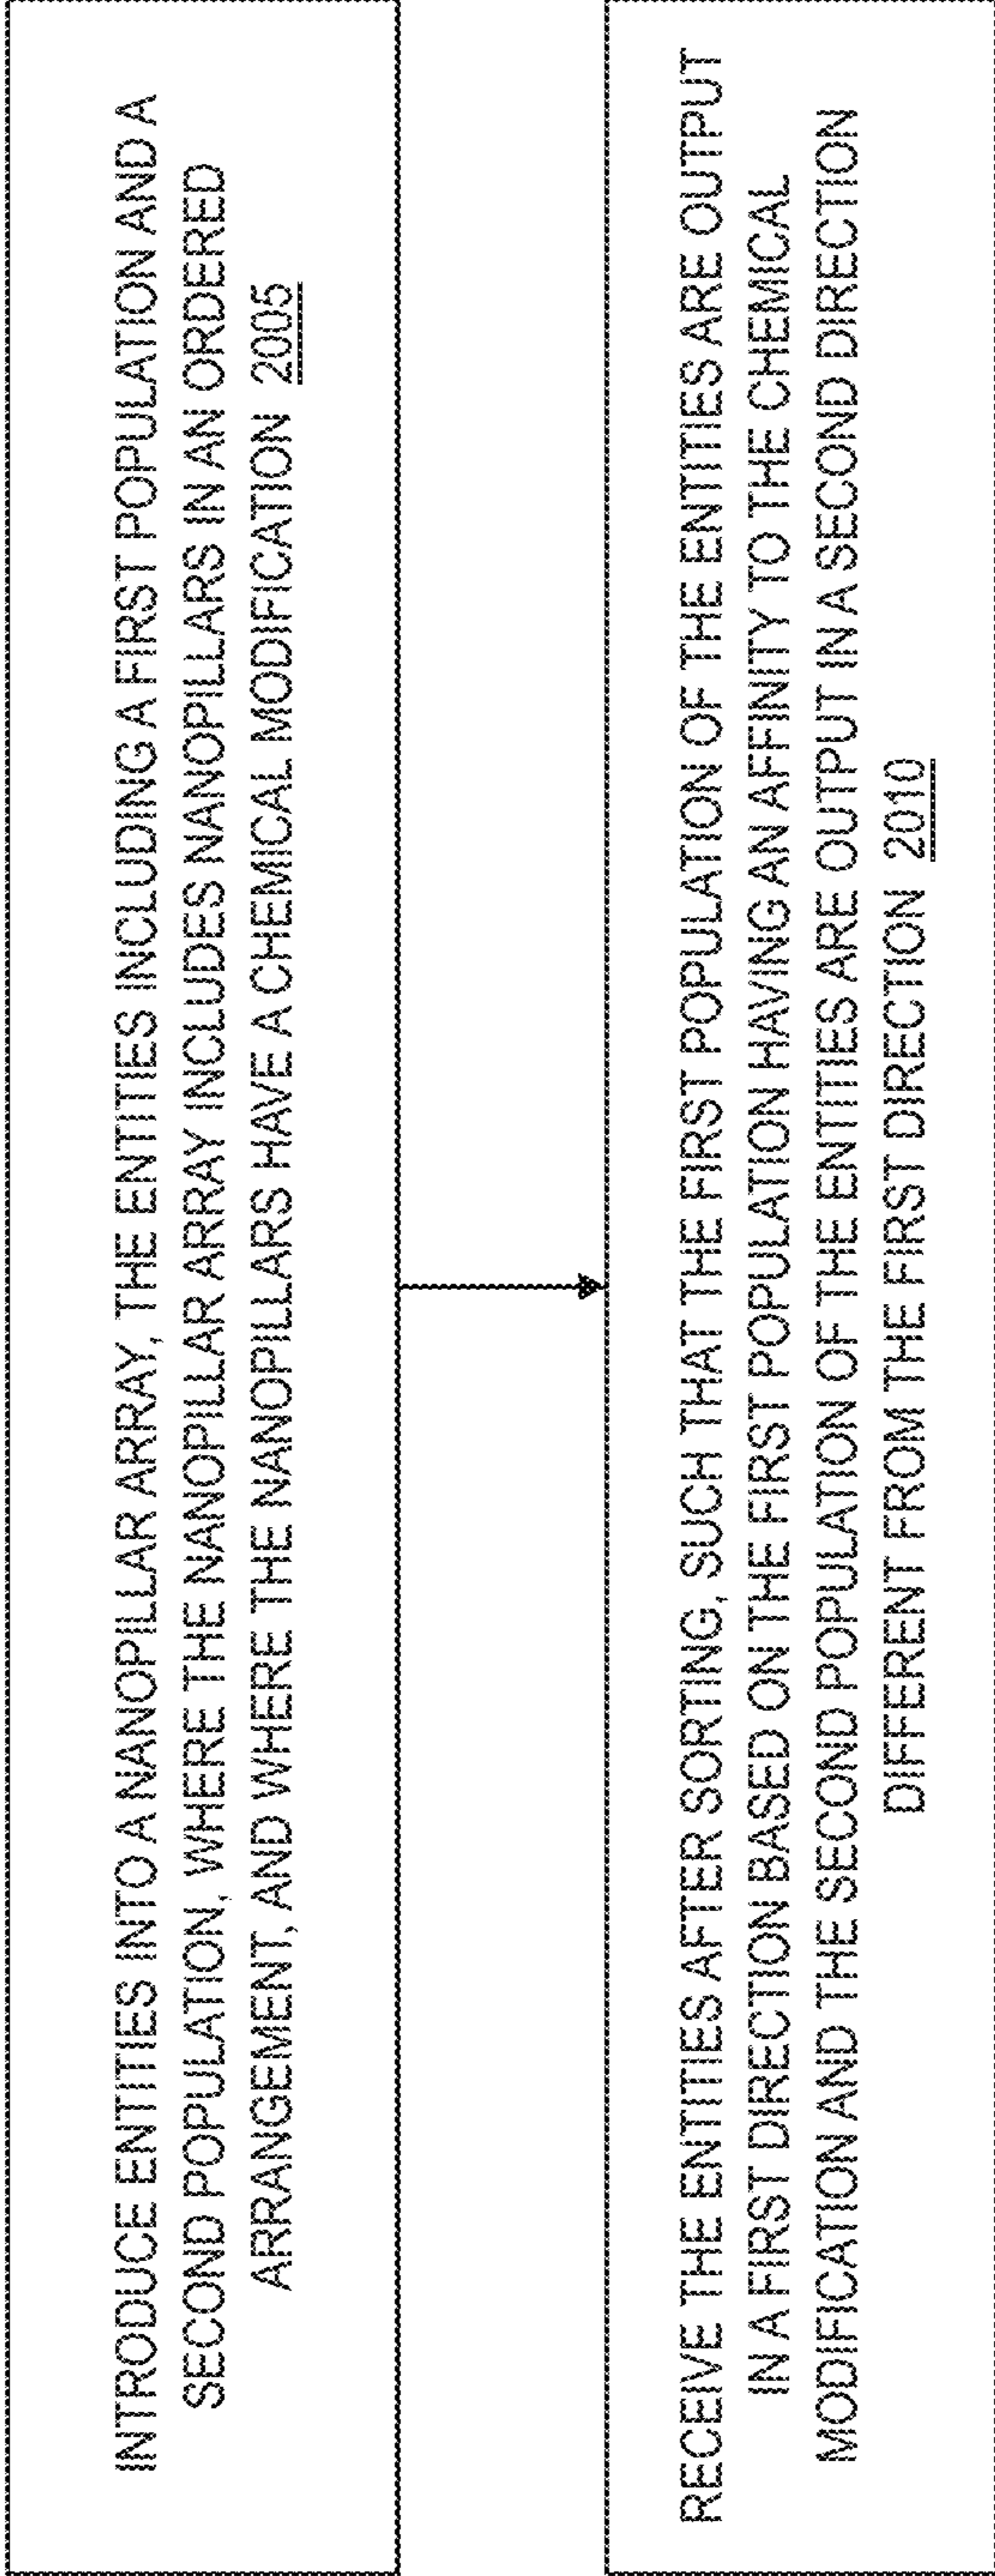 INTRODUCE ENTITIES INTO A NANOPILLAR ARRAY, THE ENTITIES INCLUDING A FIRST POPULATION AND A
SECOND POPULATION, WHERE THE NANOPILLAR ARRAY INCLUDES NANOPILLARS IN AN ORDERED
ARRANGEMENT, AND WHERE THE NANOPILLARS HAVE A CHEMICAL MODIFICATION 2005
RECEIVE THE ENTITIES AFTER SORTING, SUCH THAT THE FIRST POPULATION OF THE ENTITIES ARE OUTPUT
IN A FIRST DIRECTION BASED ON THE FIRST POPULATION HAVING AN AFFINITY TO THE CHEMICAL
MODIFICATION AND THE SECOND POPULATION OF THE ENTITIES ARE OUTPUT IN A SECOND DIRECTION
DIFFERENT FROM THE FIRST DIRECTION 2010